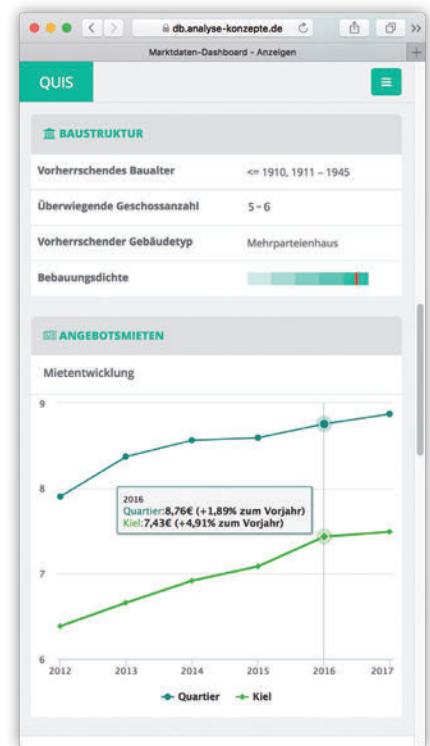 db.analyse-konzepte.de
Marktdaten-Dashboard - Anzeigen
QUIS
BAUSTRUKTUR
Vorherrschendes Baualter <= 1910, 1911 – 1945
Überwiegende Geschossanzahl 5 - 6
Vorherrschender Gebäudetyp Mehrparteienhaus
Bebauungsdichte
ANGEBOTSMIETEN
Mietentwicklung
9
8
2016
Quartier:8,76€ (+1,89% zum Vorjahr)
Kiel:7,43€ (+4,91% zum Vorjahr)
7
6
2012 2013 2014 2015 2016 2017
Quartier Kiel